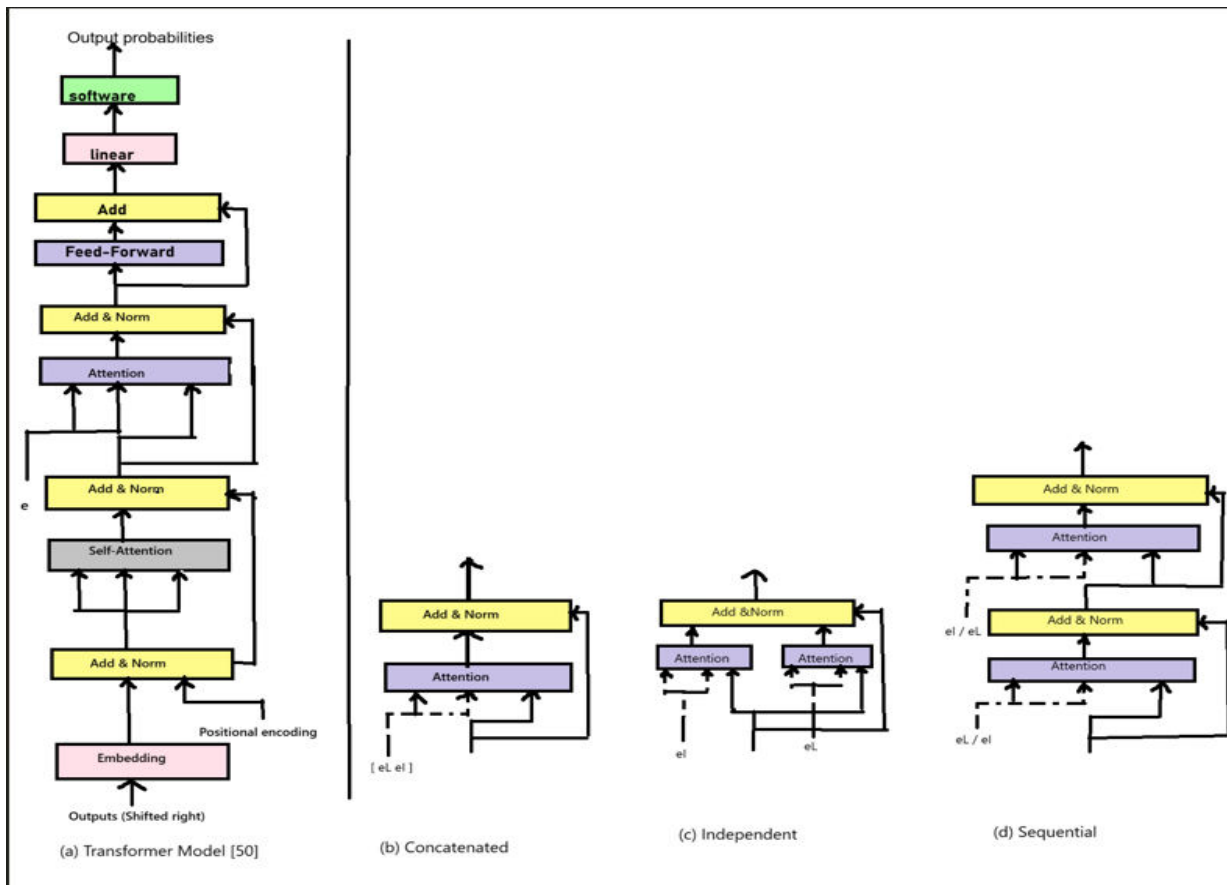 Output probabilities
software
linear
Add
Feed-Forward
Add & Norm
Attention
e
Add & Norm
Self-Attention
Add & Norm
Positional encoding
Embedding
Outputs (Shifted right)
(a) Transformer Model [50]
Add & Norm
Attention
[ eL el ]
(b) Concatenated
Add &Norm
Attention
Attention
el
eL
(c) Independent
Add & Norm
Attention
el / eL
Add & Norm
Attention
eL / el
(d) Sequential